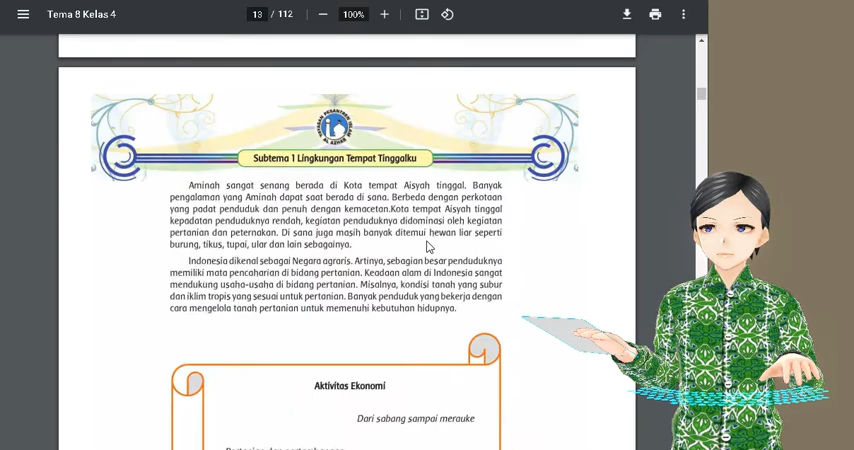 Tema 8 Kelas 4
13 / 112
100%
YAYASAN PESANTREN ISLAM
AL AZHAR
Subtema 1 Lingkungan Tempat Tinggalku
Aminah sangat senang berada di Kota tempat Aisyah tinggal. Banyak
pengalaman yang Aminah dapat saat berada di sana. Berbeda dengan perkotaan
yang padat penduduk dan penuh dengan kemacetan.Kota tempat Aisyah tinggal
kepadatan penduduknya rendah, kegiatan penduduknya didominasi oleh kegiatan
pertanian dan peternakan. Di sana juga masih banyak ditemui hewan liar seperti
burung, tikus, tupai, ular dan lain sebagainya.
Indonesia dikenal sebagai Negara agraris. Artinya, sebagian besar penduduknya
memiliki mata pencaharian di bidang pertanian. Keadaan alam di Indonesia sangat
mendukung usaha-usaha di bidang pertanian. Misalnya, kondisi tanah yang subur
dan iklim tropis yang sesuai untuk pertanian. Banyak penduduk yang bekerja dengan
cara mengelola tanah pertanian untuk memenuhi kebutuhan hidupnya.
Aktivitas Ekonomi
Dari sabang sampai merauke